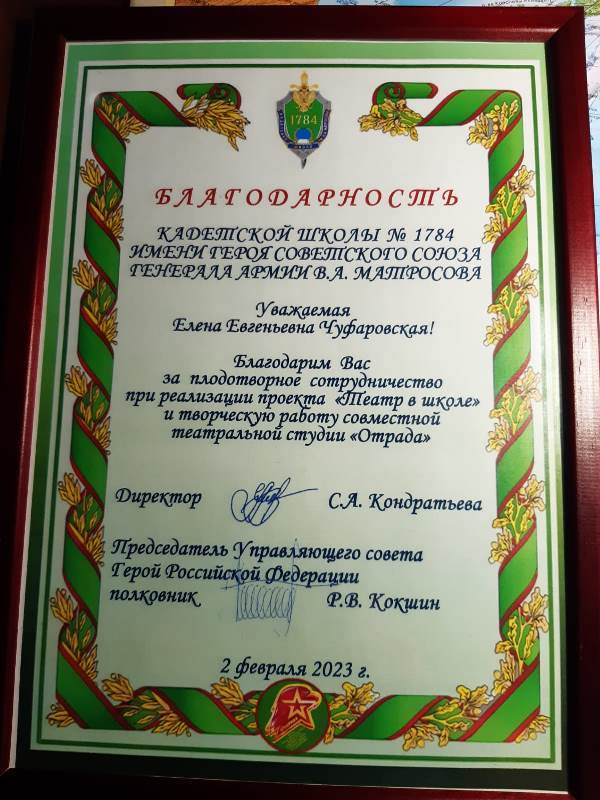 1784
БЛАГОДАРНОСТЬ
КАДЕТСКОЙ ШКОЛЫ № 1784
ИМЕНИ ГЕРОЯ СОВЕТСКОГО СОЮЗА
ГЕНЕРАЛА АРМИИ В.А. МАТРОСОВА
Уважаемая
Елена Евгеньевна Чуфаровская!
Благодарим Вас
за плодотворное сотрудничество
при реализации проекта «Театр в школе»
и творческую работу совместной
театральной студии «Отрада»
Директор С.А. Кондратьева
Председатель Управляющего совета
Герой Российской Федерации
полковник Р.В. Кокшин
2 февраля 2023 г.